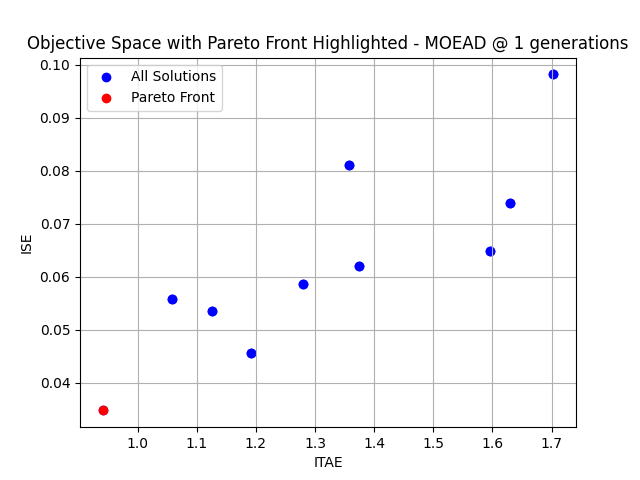 Objective Space with Pareto Front Highlighted - MOEAD @ 1 generations
All Solutions
Pareto Front
0.10
0.09
0.08
0.07
0.06
0.05
0.04
ISE
1.0 1.1 1.2 1.3 1.4 1.5 1.6 1.7
ITAE